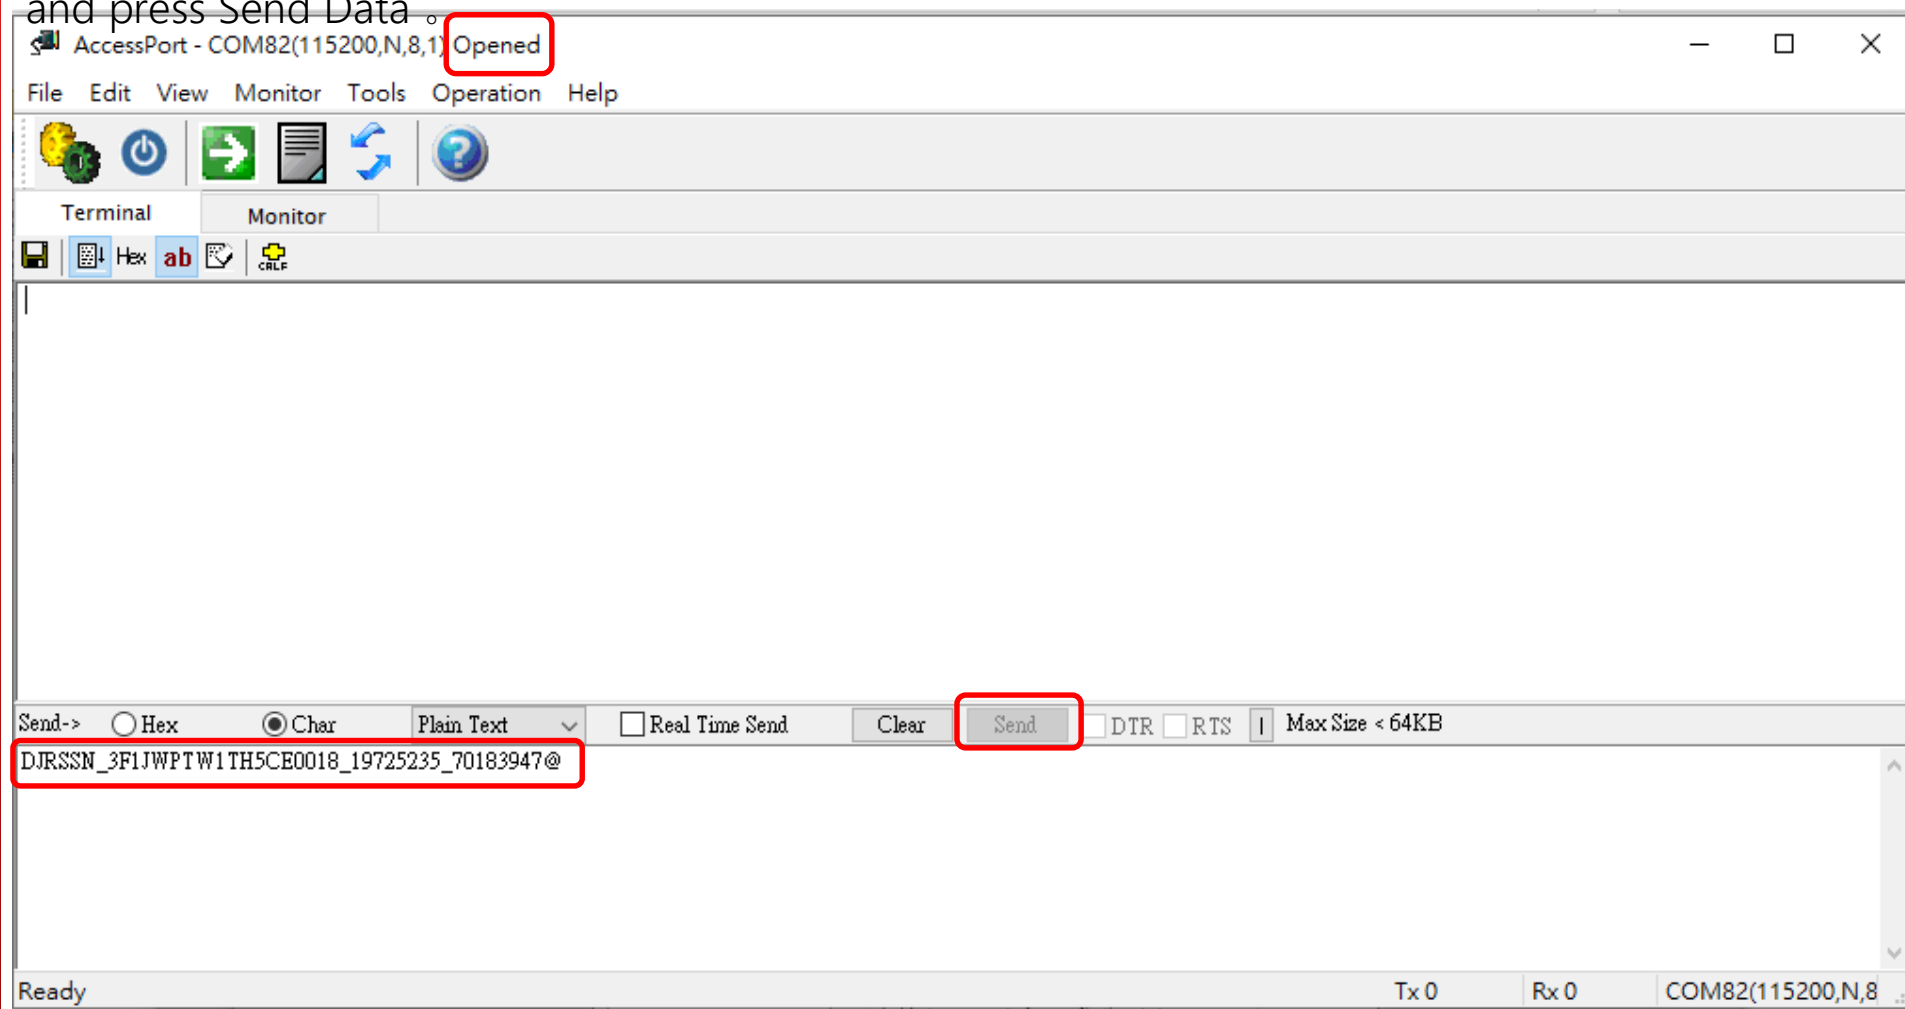 and press Send Data 。
AccessPort - COM82(115200,N,8,1) Opened
File Edit View Monitor Tools Operation Help
Terminal Monitor
Hex ab CRLF
Send-> Hex Char Plain Text Real Time Send Clear Send DTR RTS Max Size < 64KB
DJRSSN_3F1JWPTW1TH5CE0018_19725235_70183947@
Ready Tx 0 Rx 0 COM82(115200,N,8